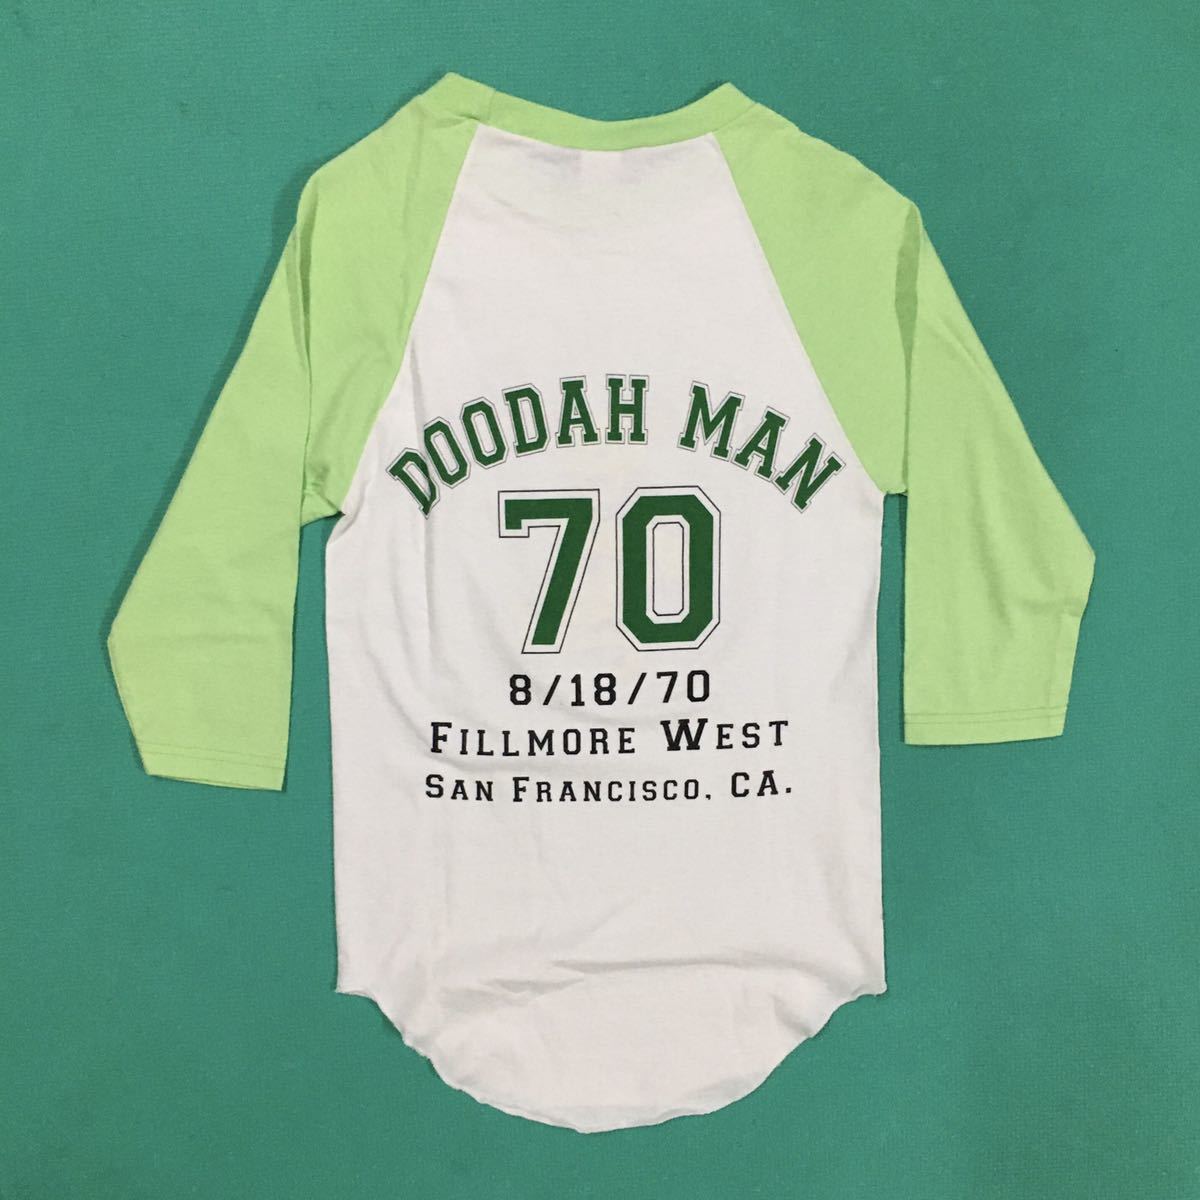 DOODAH MAN
70
8/18/70
FILLMORE WEST
SAN FRANCISCO, CA.